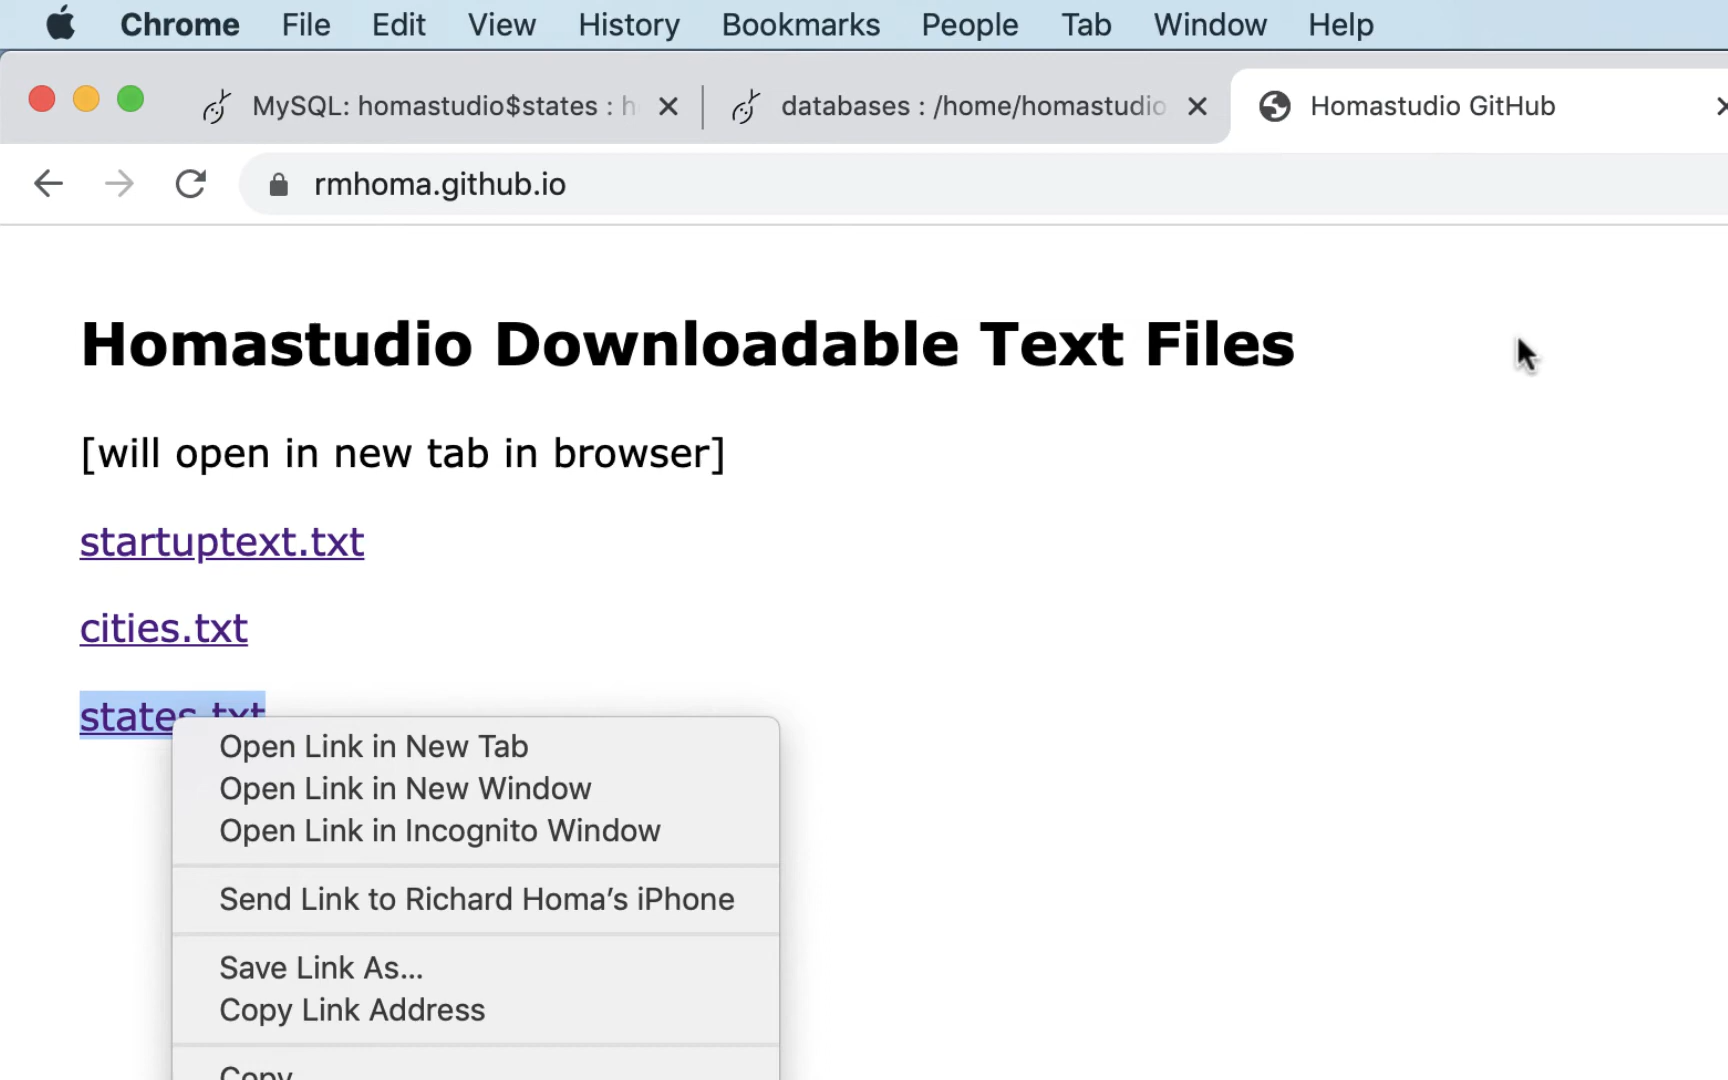 Chrome File Edit View History Bookmarks People Tab Window Help
MySQL: homastudio$states : h databases : /home/homastudio Homastudio GitHub
rmhoma.github.io
Homastudio Downloadable Text Files
[will open in new tab in browser]
startuptext.txt
cities.txt
states.txt
Open Link in New Tab
Open Link in New Window
Open Link in Incognito Window
Send Link to Richard Homa’s iPhone
Save Link As...
Copy Link Address
Copy